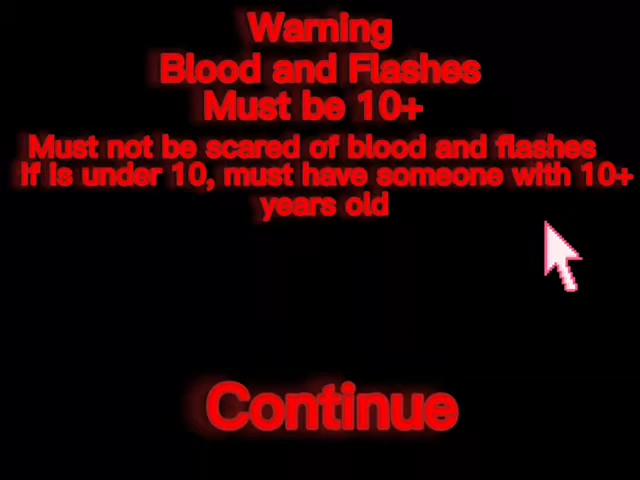 Warning
Blood and Flashes
Must be 10+
Must not be scared of blood and flashes
If is under 10, must have someone with 10+
years old
Continue